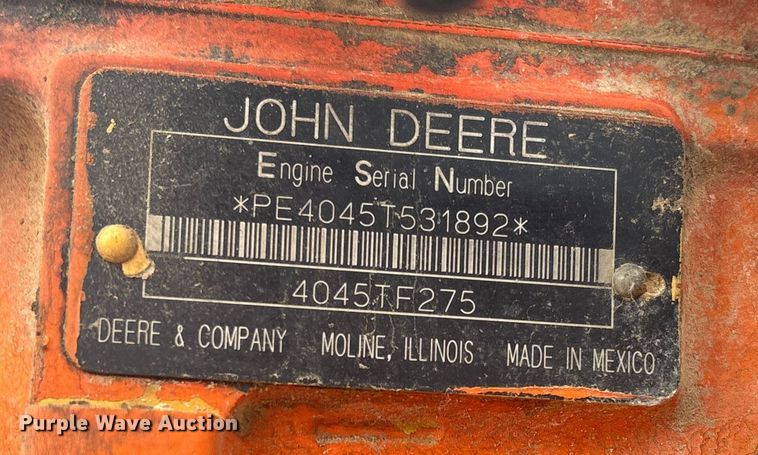 JOHN DEERE
Engine Serial Number
*PE4045T531892*
4045TF275
DEERE & COMPANY MOLINE, ILLINOIS MADE IN MEXICO
Purple Wave Auction